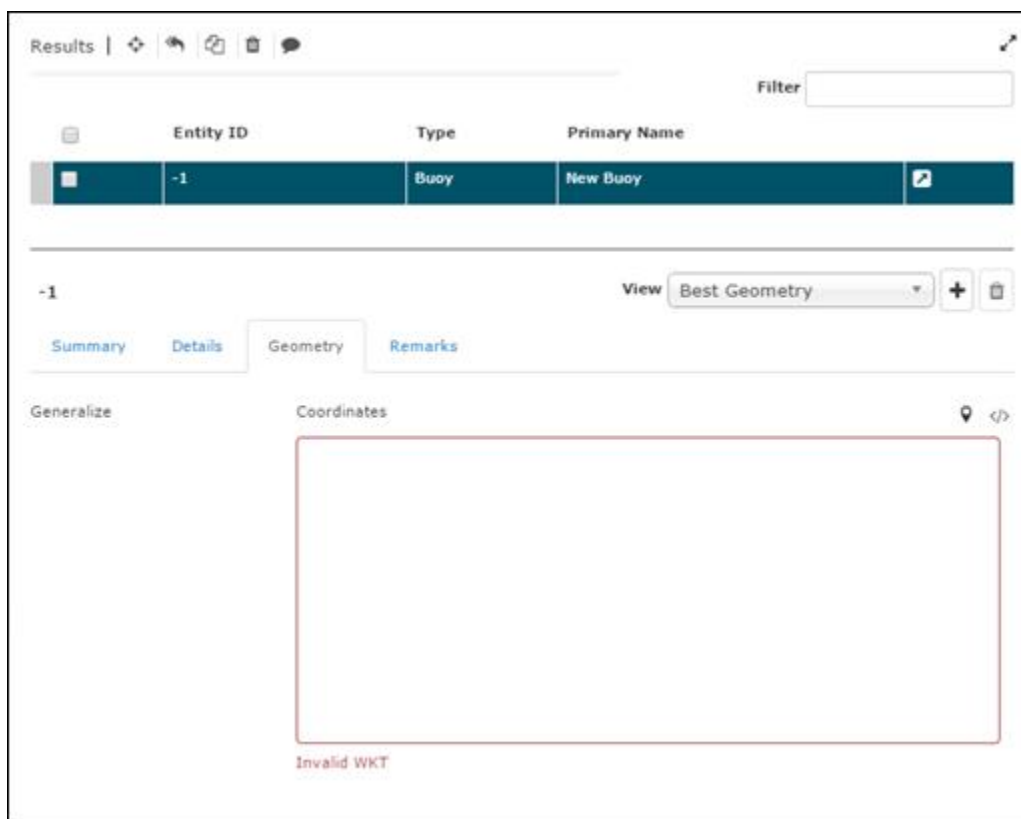 Results |
Filter
Entity ID Type Primary Name
-1 Buoy New Buoy
-1 View Best Geometry
Summary Details Geometry Remarks
Generalize Coordinates </>
Invalid WKT